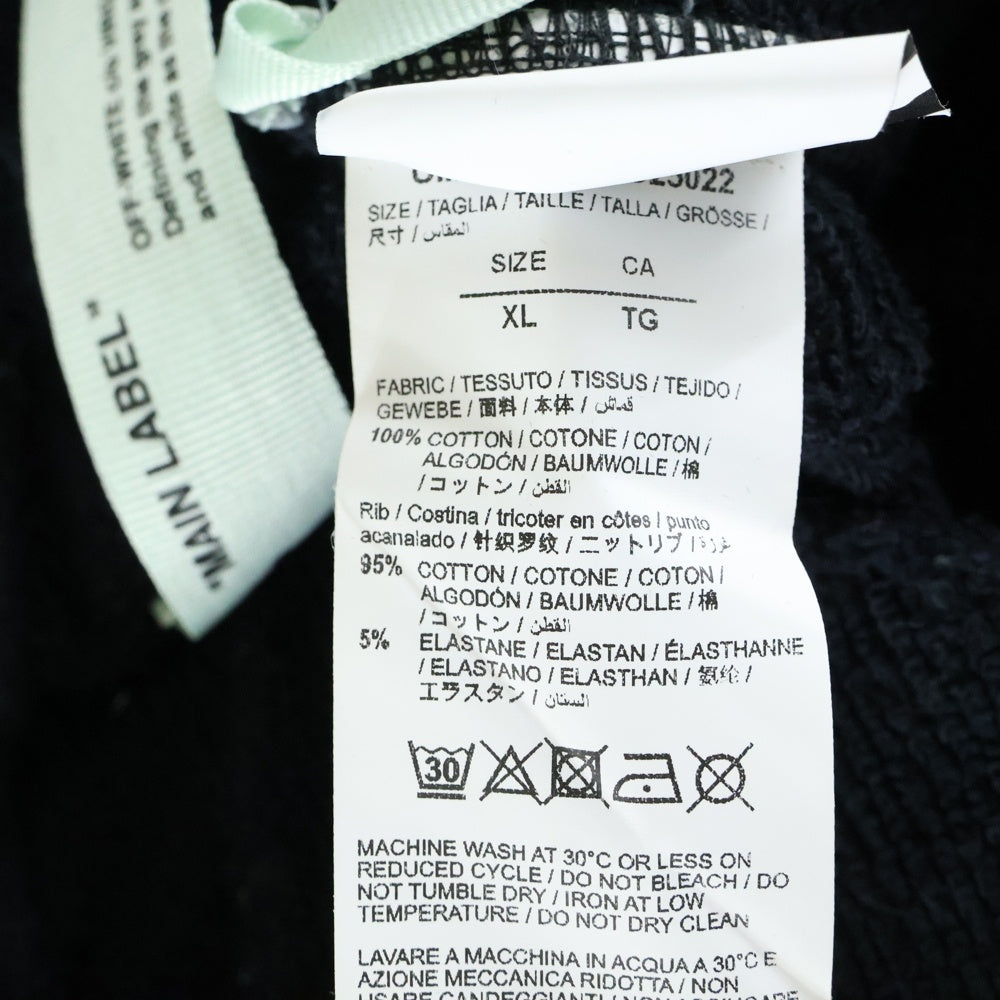 OFF-WHITE
Defining the grey
and white as the
"MAIN LABEL"™
23022
SIZE / TAGLIA / TAILLE / TALLA / GRÖSSE /
尺寸 / المقاس
SIZE CA
XL TG
FABRIC / TESSUTO / TISSUS / TEJIDO /
GEWEBE / 面料 / 本体 / قماش
100% COTTON / COTONE / COTON /
ALGODÓN / BAUMWOLLE / 棉
/ コットン / القطن
Rib / Costina / tricoter en côtes / punto
acanalado / 针织罗纹 / ニットリブ /
95% COTTON / COTONE / COTON /
ALGODÓN / BAUMWOLLE / 棉
/ コットン / القطن
5% ELASTANE / ELASTAN / ÉLASTHANNE
/ ELASTANO / ELASTHAN / 氨纶 /
エラスタン / الستان
30
MACHINE WASH AT 30°C OR LESS ON
REDUCED CYCLE / DO NOT BLEACH / DO
NOT TUMBLE DRY / IRON AT LOW
TEMPERATURE / DO NOT DRY CLEAN
LAVARE A MACCHINA IN ACQUA A 30°C E
AZIONE MECCANICA RIDOTTA / NON
USARE CANDEGGIANTI / NON ASCIUGARE